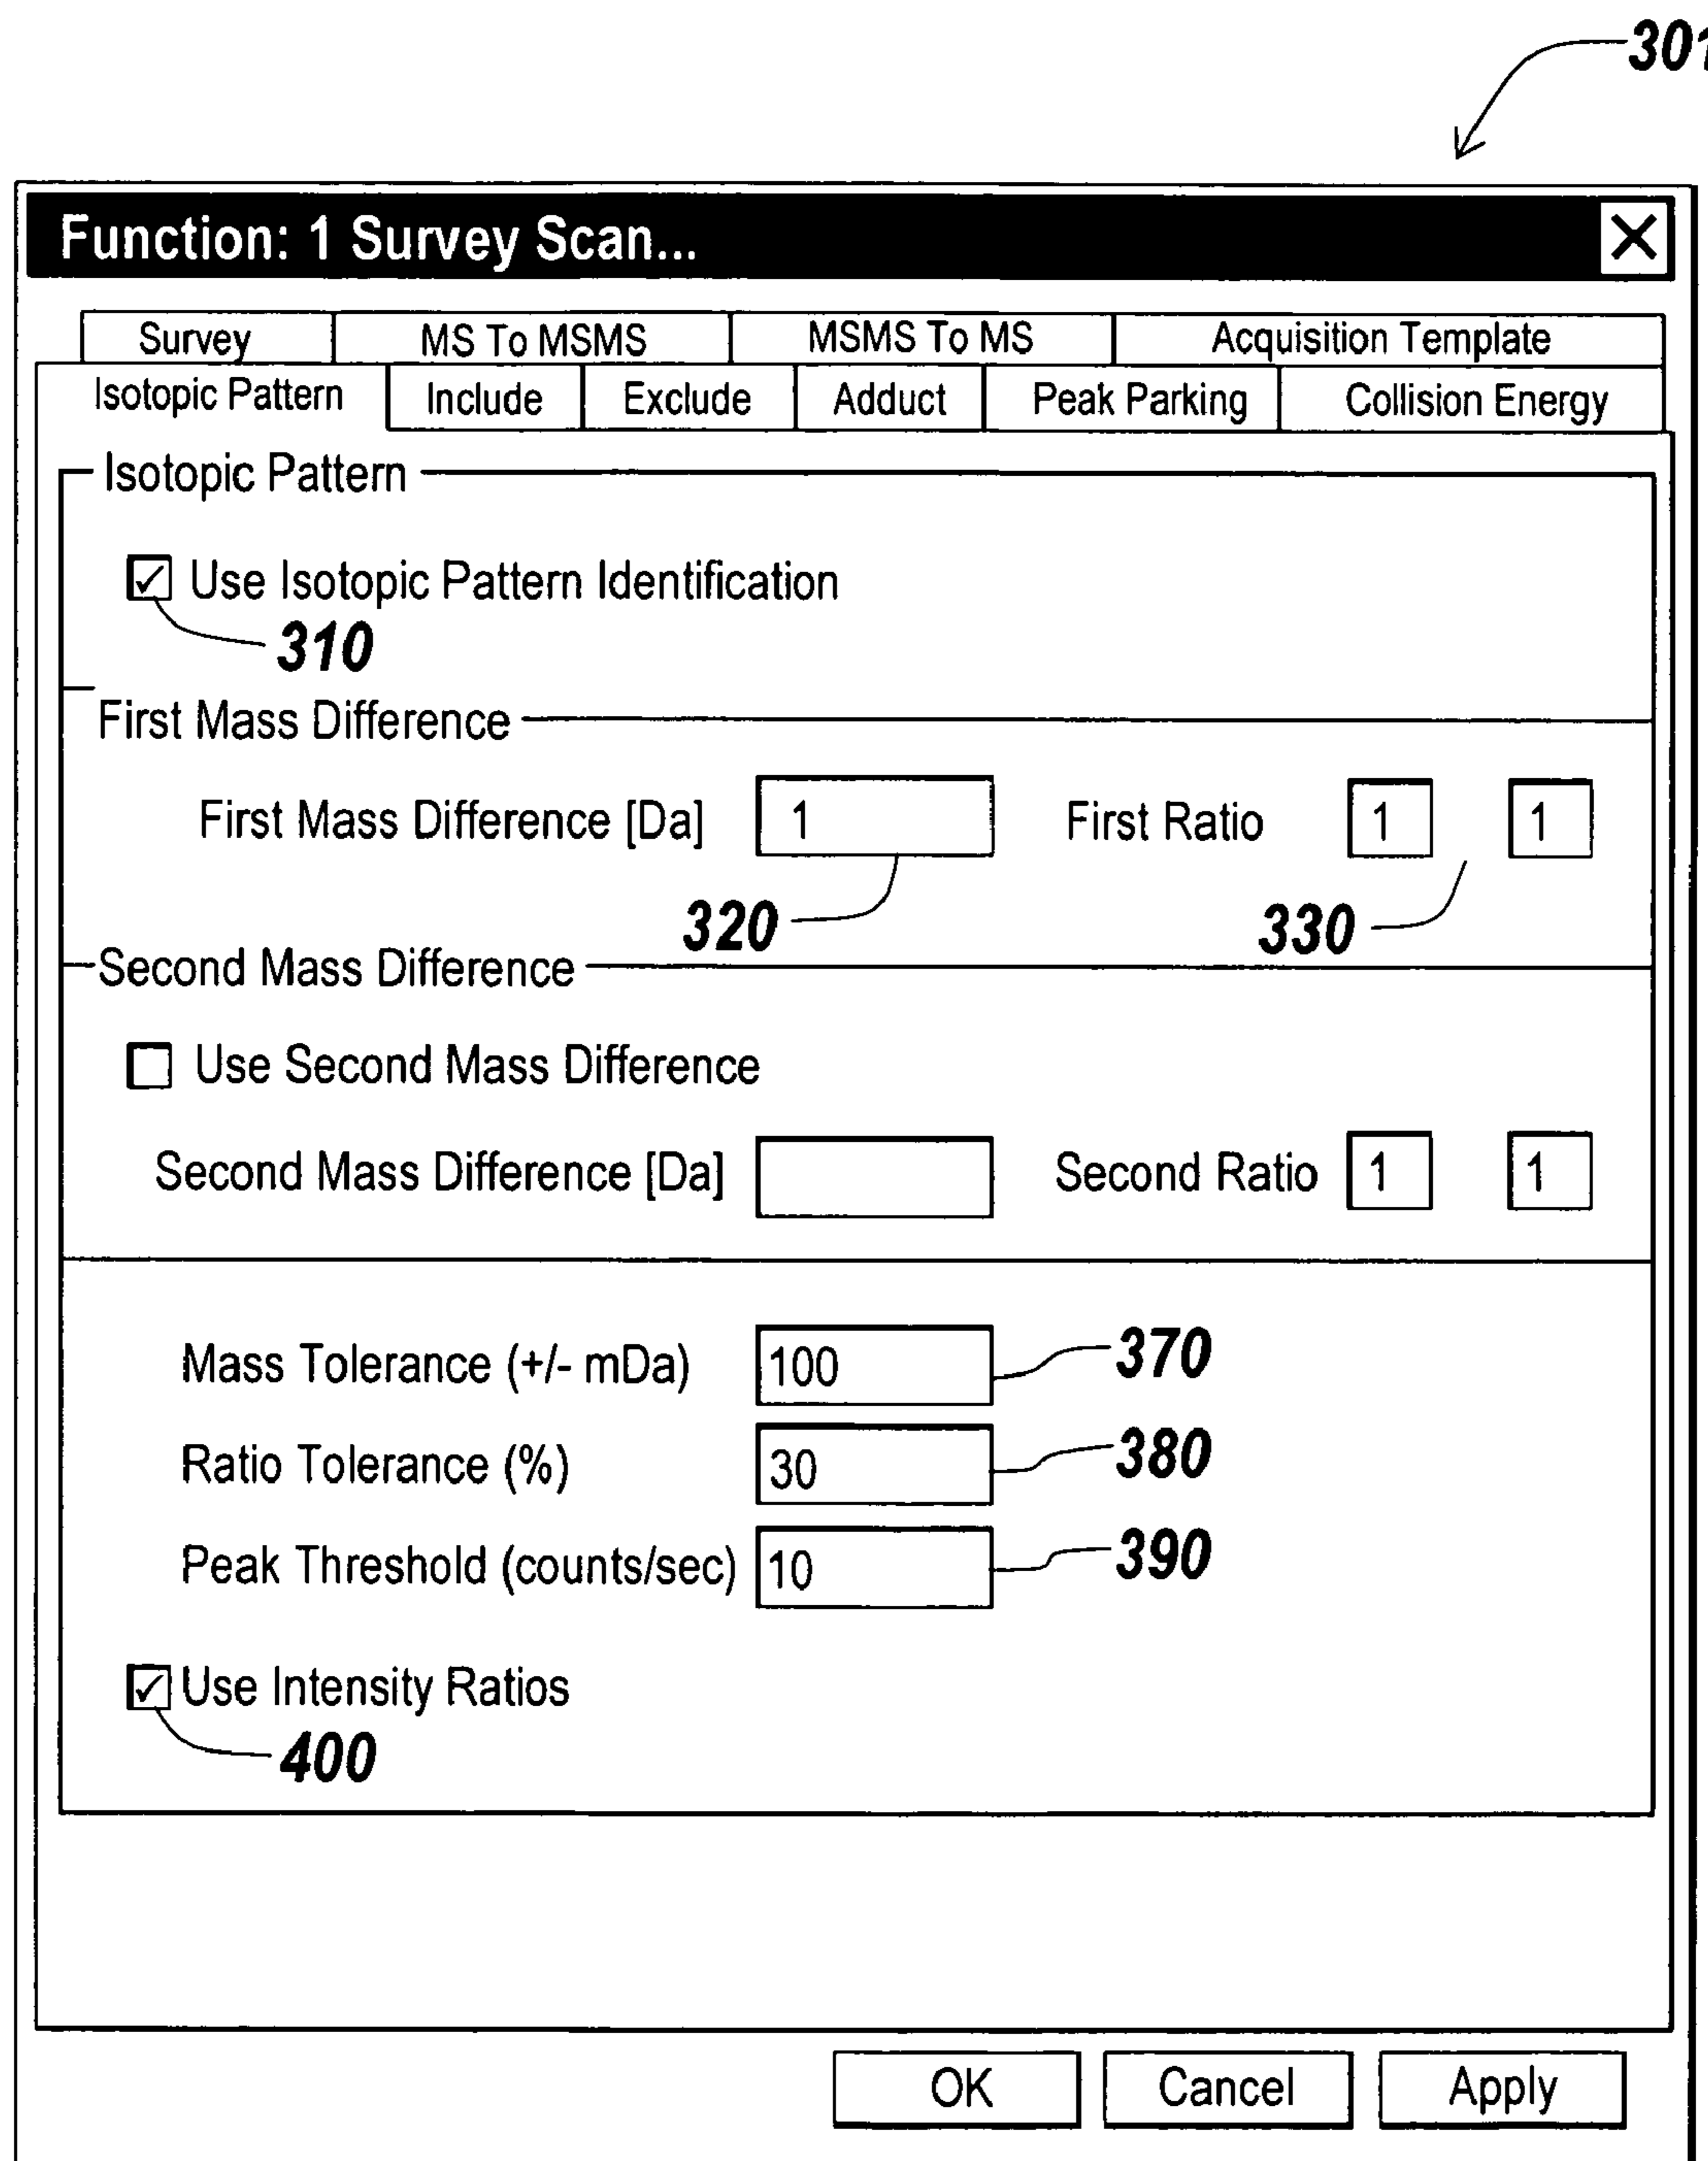 301
Function: 1 Survey Scan...
Survey MS To MSMS MSMS To MS Acquisition Template
Isotopic Pattern Include Exclude Adduct Peak Parking Collision Energy
Isotopic Pattern
Use Isotopic Pattern Identification
310
First Mass Difference
First Mass Difference [Da] 1 First Ratio 1 1
320 330
Second Mass Difference
Use Second Mass Difference
Second Mass Difference [Da] Second Ratio 1 1
Mass Tolerance (+/- mDa) 100 370
Ratio Tolerance (%) 30 380
Peak Threshold (counts/sec) 10 390
Use Intensity Ratios
400
OK Cancel Apply